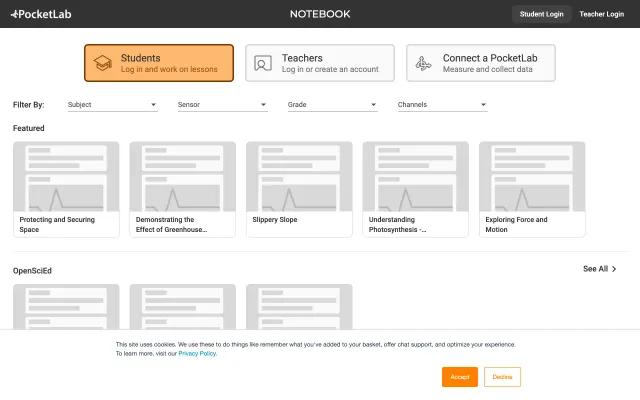 PocketLab
NOTEBOOK
Student Login
Teacher Login
Students
Log in and work on lessons
Teachers
Log in or create an account
Connect a PocketLab
Measure and collect data
Filter By:
Subject
Sensor
Grade
Channels
Featured
Protecting and Securing
Space
Demonstrating the
Effect of Greenhouse...
Slippery Slope
Understanding
Photosynthesis -...
Exploring Force and
Motion
OpenSciEd
See All
This site uses cookies. We use these to do things like remember what you've added to your basket, offer chat support, and optimize your experience.
To learn more, visit our Privacy Policy.
Accept
Decline